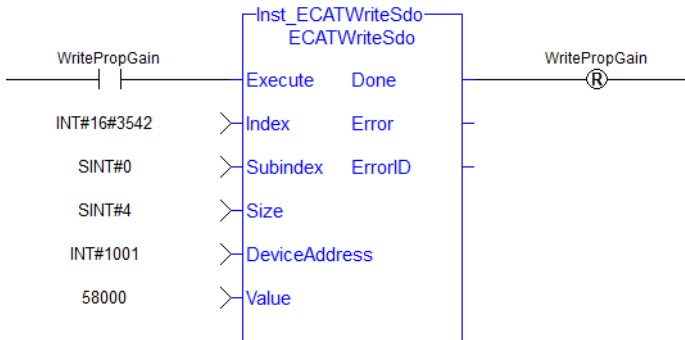 Inst_ECATWriteSdo
ECATWriteSdo
WritePropGain
WritePropGain
Execute Done
R
INT#16#3542 Index Error
SINT#0 Subindex ErrorID
SINT#4 Size
INT#1001 DeviceAddress
58000 Value